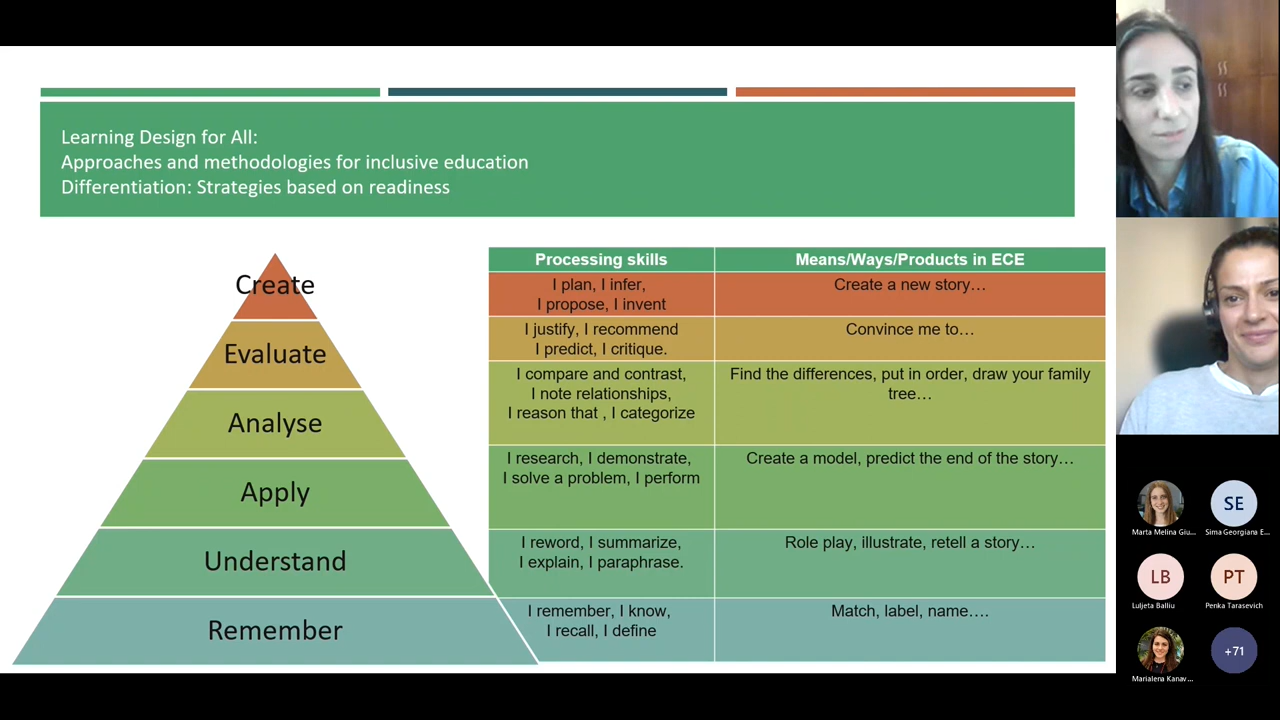 Learning Design for All:
Approaches and methodologies for inclusive education
Differentiation: Strategies based on readiness
Create
Evaluate
Analyse
Apply
Understand
Remember
Processing skills
Means/Ways/Products in ECE
I plan, I infer,
I propose, I invent
Create a new story…
I justify, I recommend
I predict, I critique.
Convince me to…
I compare and contrast,
I note relationships,
I reason that , I categorize
Find the differences, put in order, draw your family
tree…
I research, I demonstrate,
I solve a problem, I perform
Create a model, predict the end of the story…
I reword, I summarize,
I explain, I paraphrase.
Role play, illustrate, retell a story…
I remember, I know,
I recall, I define
Match, label, name….
SE
Marta Melina Giu...
Sima Georgiana E...
LB
PT
Luljeta Balliu
Penka Tarasevich
+71
Marialena Kanav...